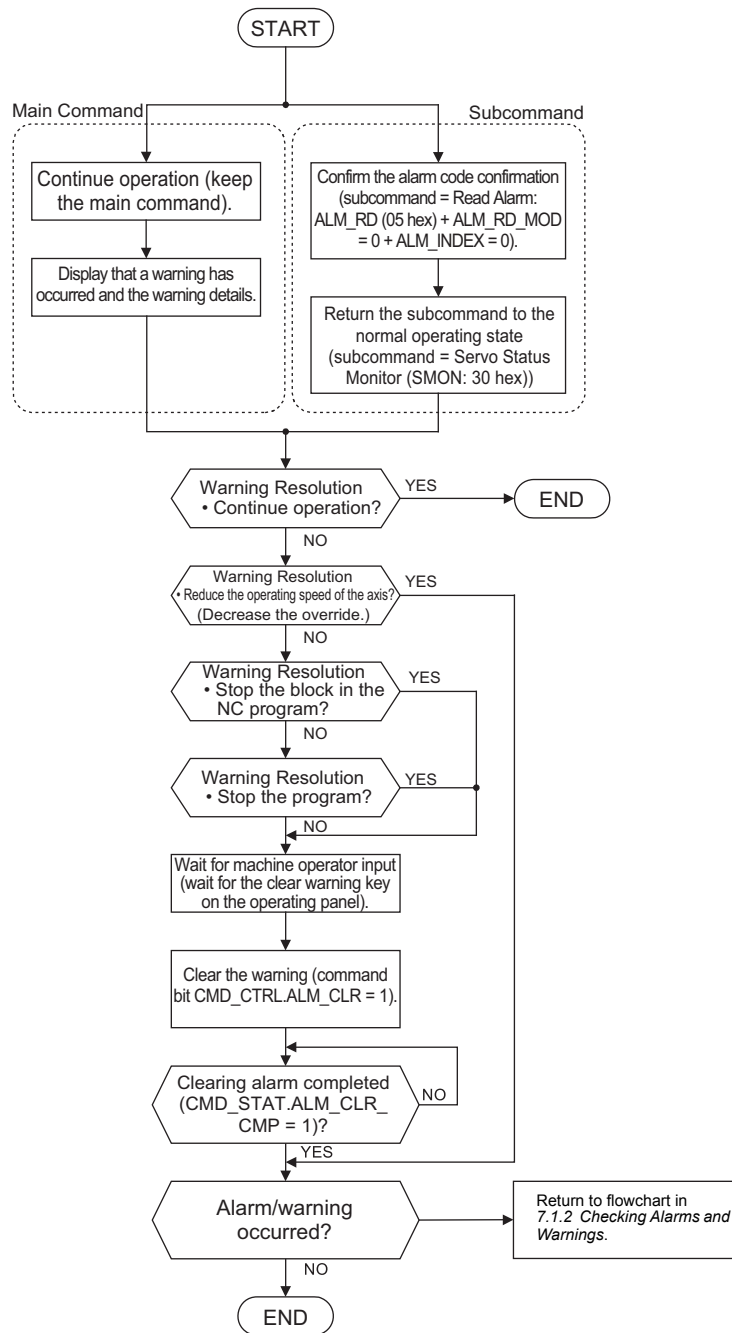 START
Main Command
Subcommand
Continue operation (keep
the main command).
Display that a warning has
occurred and the warning details.
Confirm the alarm code confirmation
(subcommand = Read Alarm:
ALM_RD (05 hex) + ALM_RD_MOD
= 0 + ALM_INDEX = 0).
Return the subcommand to the
normal operating state
(subcommand = Servo Status
Monitor (SMON: 30 hex))
Warning Resolution
• Continue operation?
YES
END
NO
Warning Resolution
• Reduce the operating speed of the axis?
(Decrease the override.)
YES
NO
Warning Resolution
• Stop the block in the
NC program?
YES
NO
Warning Resolution
• Stop the program?
YES
NO
Wait for machine operator input
(wait for the clear warning key
on the operating panel).
Clear the warning (command
bit CMD_CTRL.ALM_CLR = 1).
Clearing alarm completed
(CMD_STAT.ALM_CLR_
CMP = 1)?
NO
YES
Alarm/warning
occurred?
Return to flowchart in
7.1.2 Checking Alarms and
Warnings.
NO
END